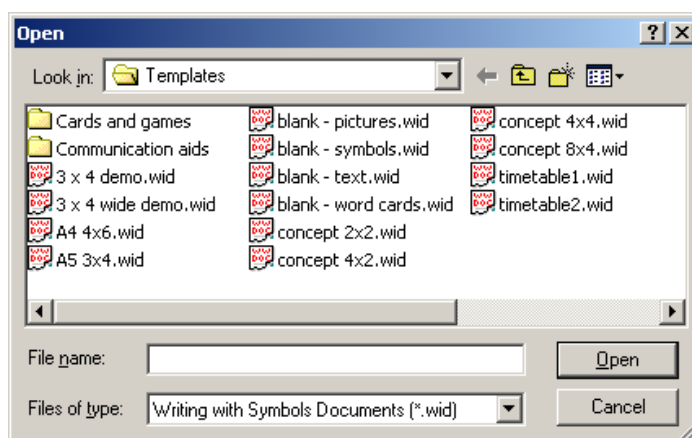 Open
Look in: Templates
Cards and games
Communication aids
3 x 4 demo.wid
3 x 4 wide demo.wid
A4 4x6.wid
A5 3x4.wid
blank - pictures.wid
blank - symbols.wid
blank - text.wid
blank - word cards.wid
concept 2x2.wid
concept 4x2.wid
concept 4x4.wid
concept 8x4.wid
timetable1.wid
timetable2.wid
File name: Open
Files of type: Writing with Symbols Documents (*.wid) Cancel